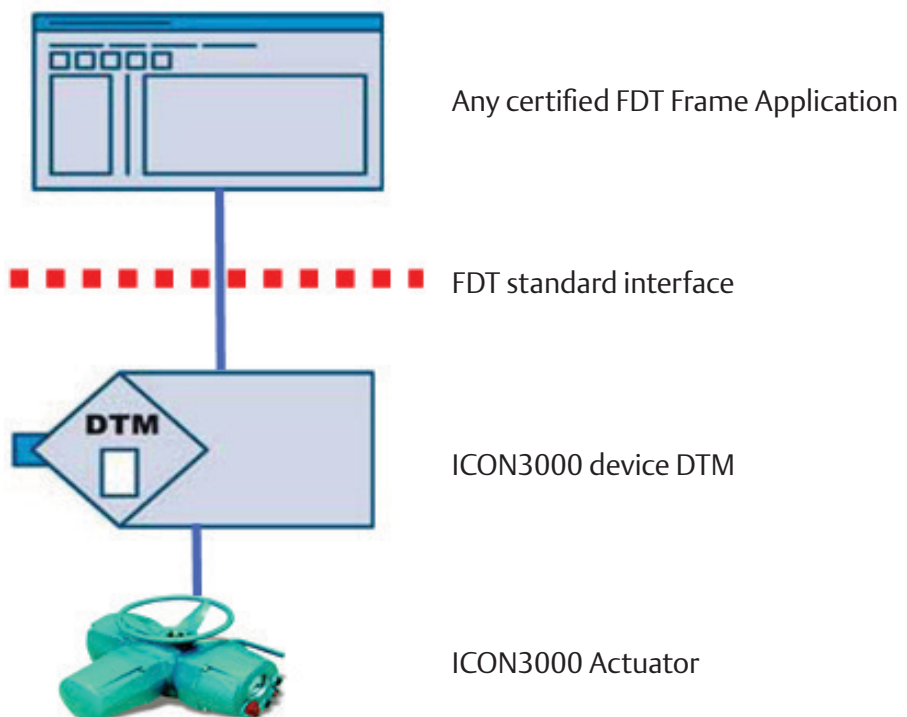 Any certified FDT Frame Application
FDT standard interface
DTM
ICON3000 device DTM
ICON3000 Actuator